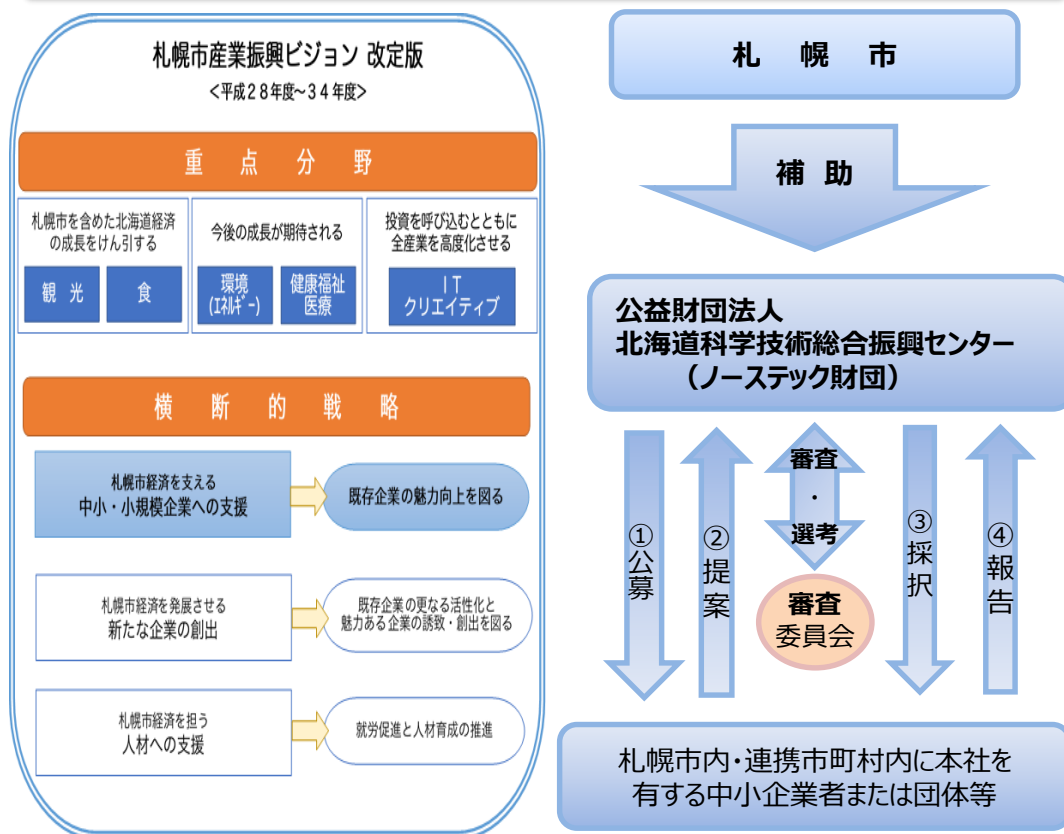 札幌市産業振興ビジョン 改定版
<平成28年度～34年度>
重点分野
札幌市を含めた北海道経済
の成長をけん引する
観光
食
今後の成長が期待される
環境
(ｴﾈﾙｷﾞｰ)
健康福祉
医療
投資を呼び込むとともに
全産業を高度化させる
IT
クリエイティブ
横断的戦略
札幌市経済を支える
中小・小規模企業への支援
既存企業の魅力向上を図る
札幌市経済を発展させる
新たな企業の創出
既存企業の更なる活性化と
魅力ある企業の誘致・創出を図る
札幌市経済を担う
人材への支援
就労促進と人材育成の推進
札幌市
補助
公益財団法人
北海道科学技術総合振興センター
（ノーステック財団）
①公募
②提案
審査
・
選考
審査
委員会
③採択
④報告
札幌市内・連携市町村内に本社を
有する中小企業者または団体等